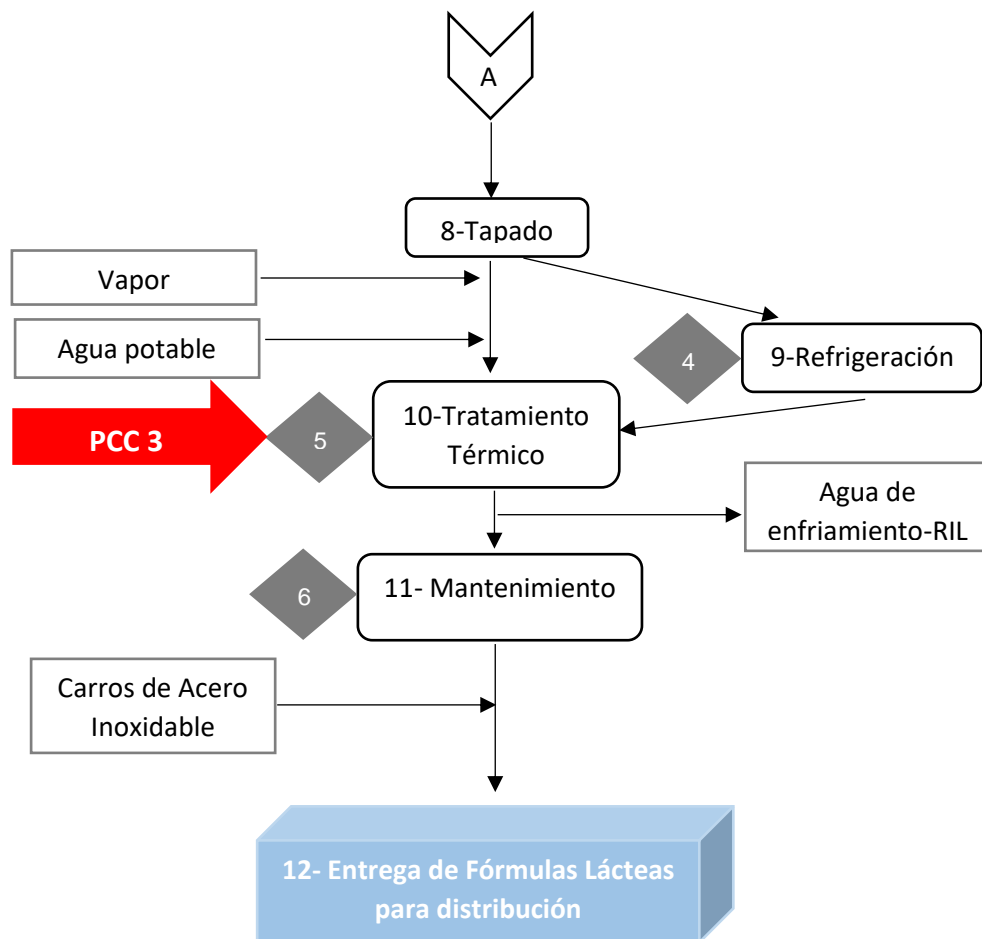 A
8-Tapado
Vapor
Agua potable
4
9-Refrigeración
PCC 3
5
10-Tratamiento
Térmico
Agua de
enfriamiento-RIL
6
11- Mantenimiento
Carros de Acero
Inoxidable
12- Entrega de Fórmulas Lácteas
para distribución